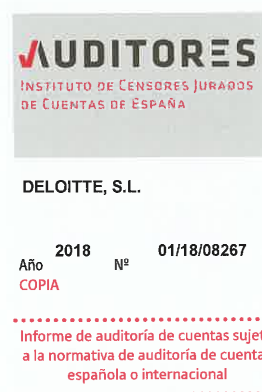 AUDITORES
INSTITUTO DE CENSORES JURADOS
DE CUENTAS DE ESPAÑA
DELOITTE, S.L.
Año 2018 Nº 01/18/08267
COPIA
Informe de auditoría de cuentas sujet
a la normativa de auditoría de cuenta
española o internacional